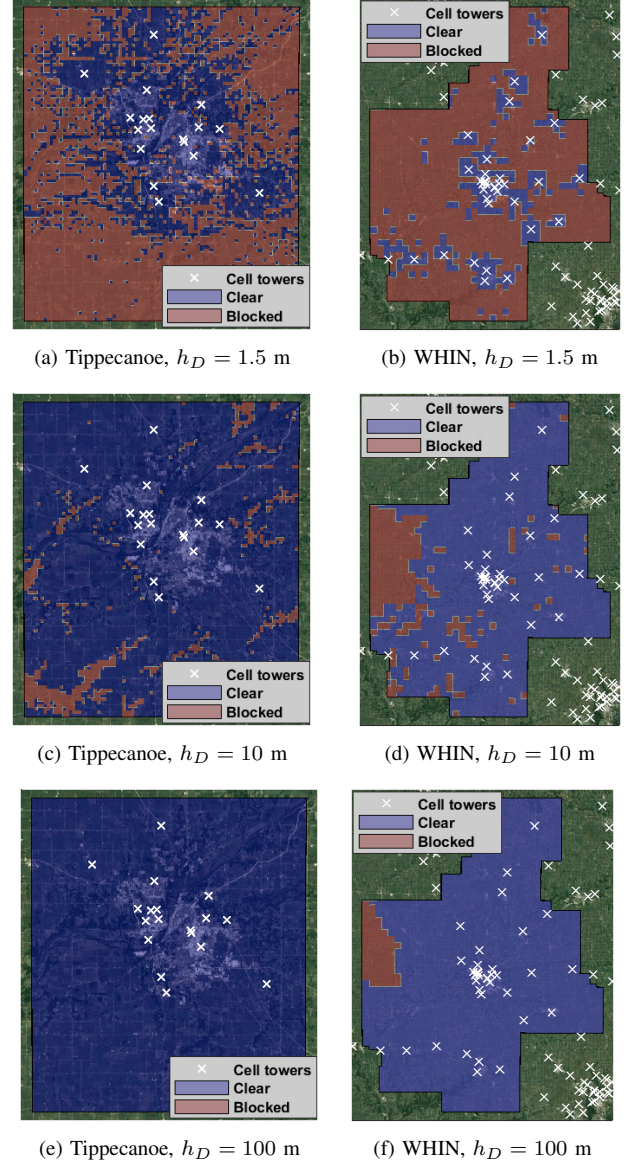 Cell towers
Clear
Blocked
Cell towers
Clear
Blocked
(a) Tippecanoe, h_D = 1.5 m
(b) WHIN, h_D = 1.5 m
Cell towers
Clear
Blocked
Cell towers
Clear
Blocked
(c) Tippecanoe, h_D = 10 m
(d) WHIN, h_D = 10 m
Cell towers
Clear
Blocked
Cell towers
Clear
Blocked
(e) Tippecanoe, h_D = 100 m
(f) WHIN, h_D = 100 m